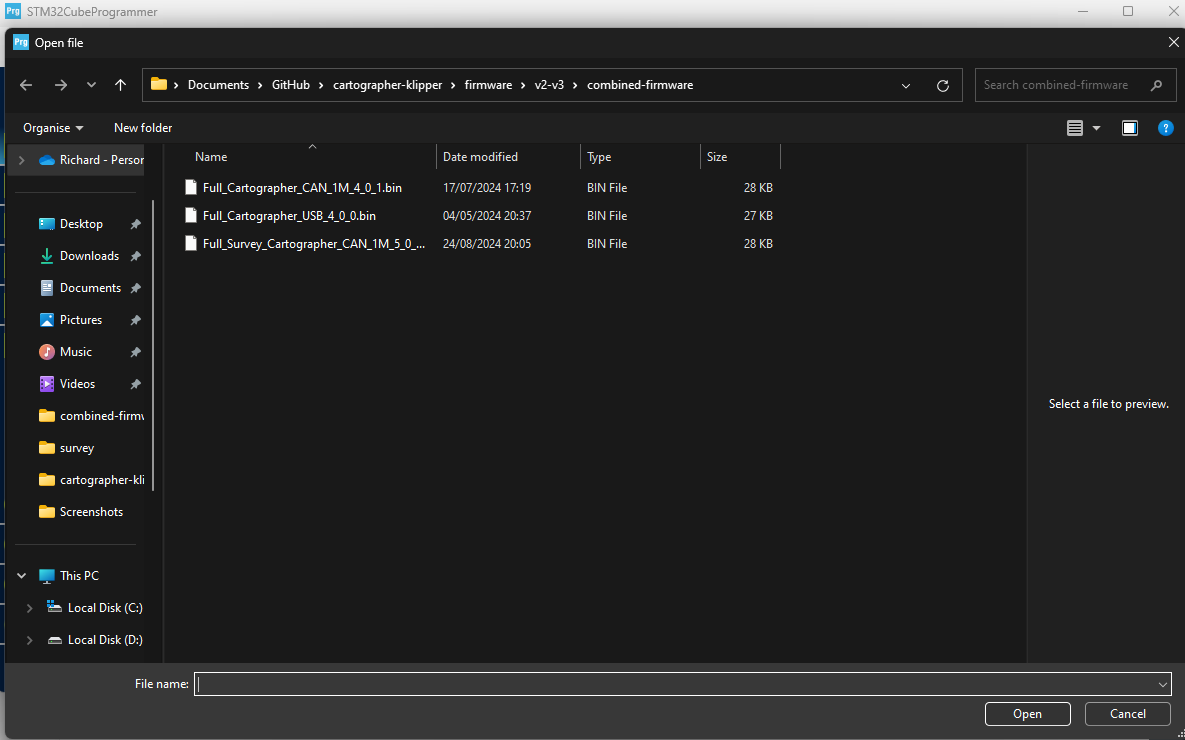 Prg STM32CubeProgrammer
Prg Open file
Documents GitHub cartographer-klipper firmware v2-v3 combined-firmware
Search combined-firmware
Organise New folder
?
Name Date modified Type Size
Richard - Person
Full_Cartographer_CAN_1M_4_0_1.bin 17/07/2024 17:19 BIN File 28 KB
Full_Cartographer_USB_4_0_0.bin 04/05/2024 20:37 BIN File 27 KB
Full_Survey_Cartographer_CAN_1M_5_0_... 24/08/2024 20:05 BIN File 28 KB
Desktop
Downloads
Documents
Pictures
Music
Videos
combined-firmw
survey
cartographer-kli
Screenshots
This PC
Local Disk (C:)
Local Disk (D:)
Select a file to preview.
File name:
Open Cancel